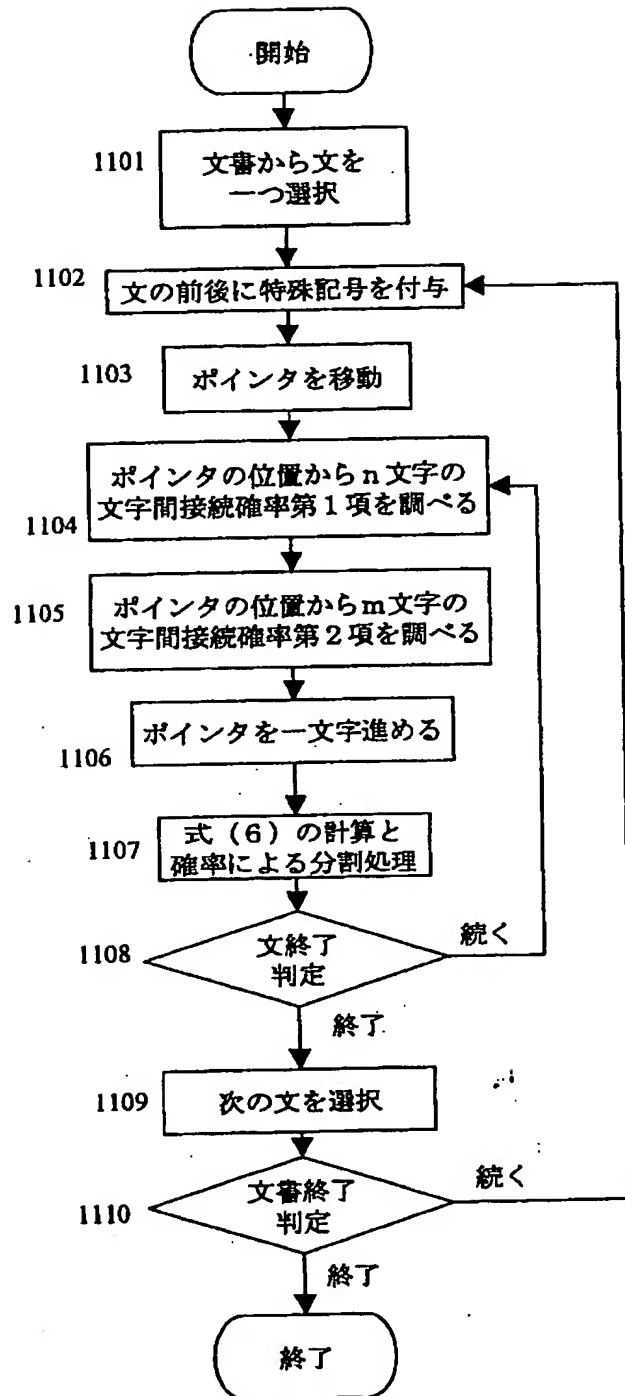 開始
1101
文書から文を
一つ選択
1102
文の前後に特殊記号を付与
1103
ポインタを移動
ポインタの位置からn文字の
文字間接続確率第1項を調べる
1104
1105
ポインタの位置からm文字の
文字間接続確率第2項を調べる
ポインタを一文字進める
1106
1107
式（6）の計算と
確率による分割処理
1108
文終了
判定
続く
終了
1109
次の文を選択
1110
文書終了
判定
続く
終了
終了